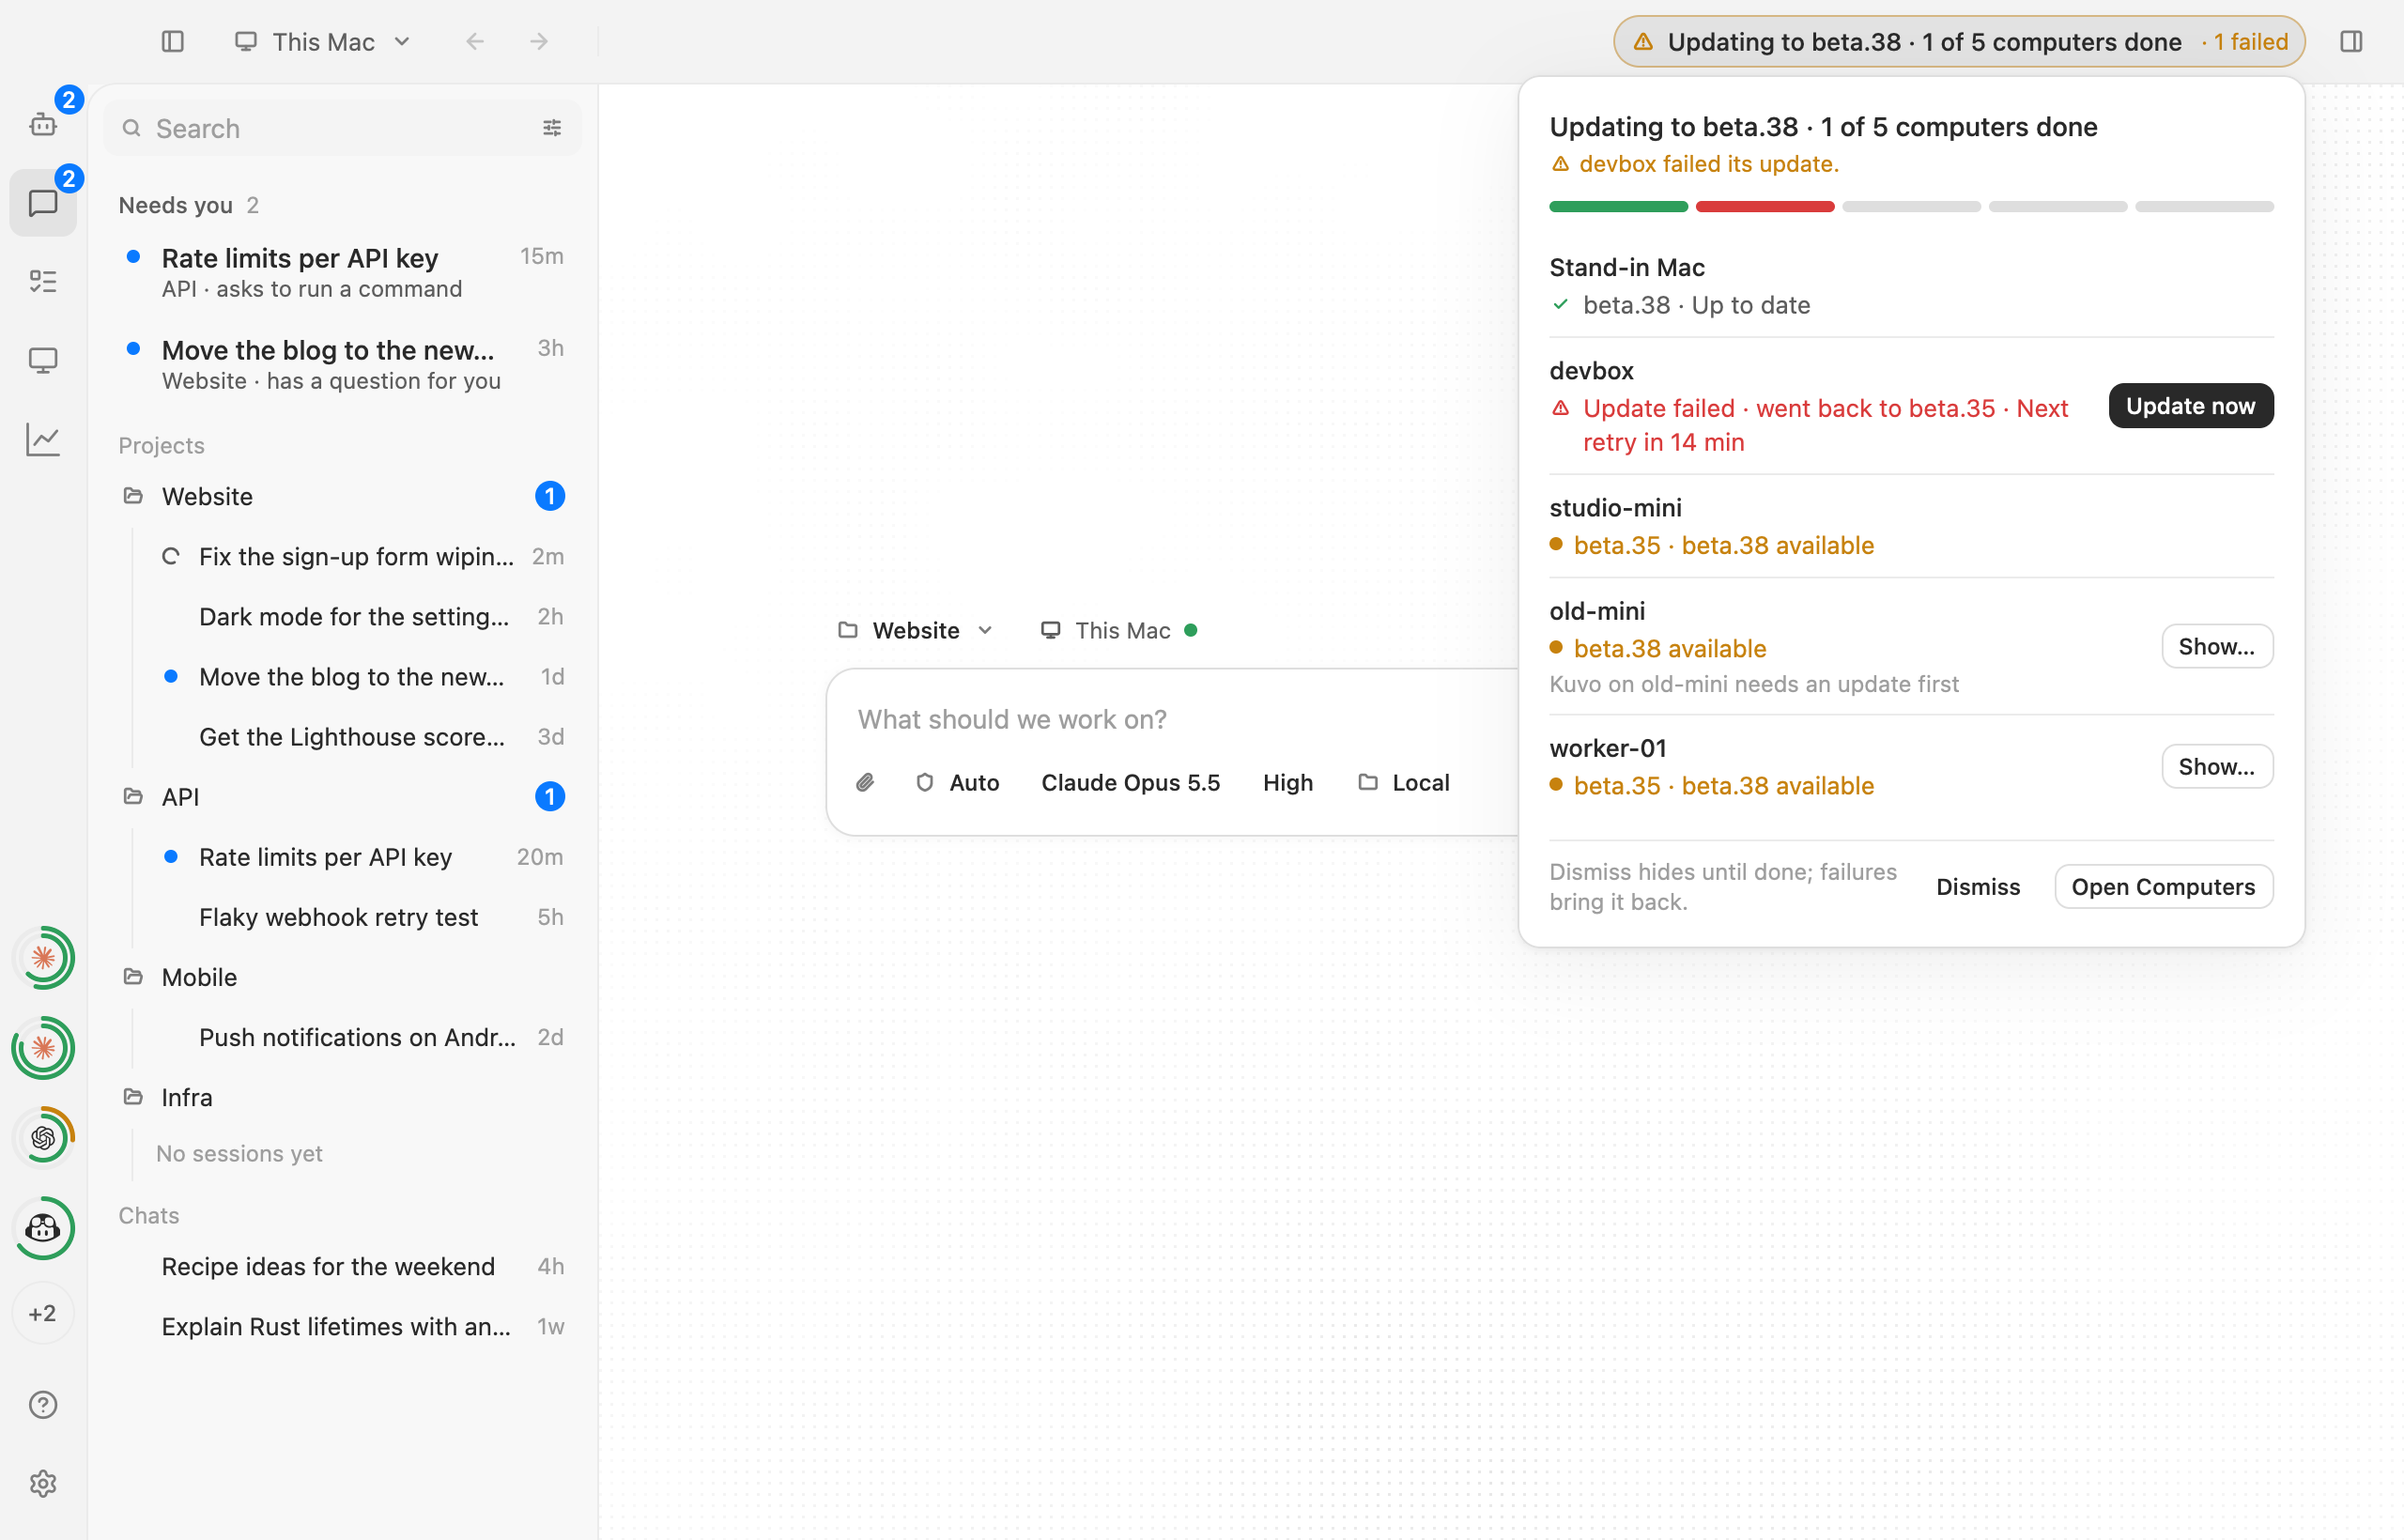 This Mac
Updating to beta.38 · 1 of 5 computers done · 1 failed
2
2
Search
Needs you 2
Rate limits per API key 15m
API · asks to run a command
Move the blog to the new... 3h
Website · has a question for you
Projects
Website 1
Fix the sign-up form wipin... 2m
Dark mode for the setting... 2h
Move the blog to the new... 1d
Get the Lighthouse score... 3d
API 1
Rate limits per API key 20m
Flaky webhook retry test 5h
Mobile
Push notifications on Andr... 2d
Infra
No sessions yet
Chats
Recipe ideas for the weekend 4h
Explain Rust lifetimes with an... 1w
+2
Website This Mac
What should we work on?
Auto Claude Opus 5.5 High Local
Updating to beta.38 · 1 of 5 computers done
devbox failed its update.
Stand-in Mac
beta.38 · Up to date
devbox
Update failed · went back to beta.35 · Next
retry in 14 min
Update now
studio-mini
beta.35 · beta.38 available
old-mini
beta.38 available
Show...
Kuvo on old-mini needs an update first
worker-01
beta.35 · beta.38 available
Show...
Dismiss hides until done; failures
bring it back.
Dismiss
Open Computers